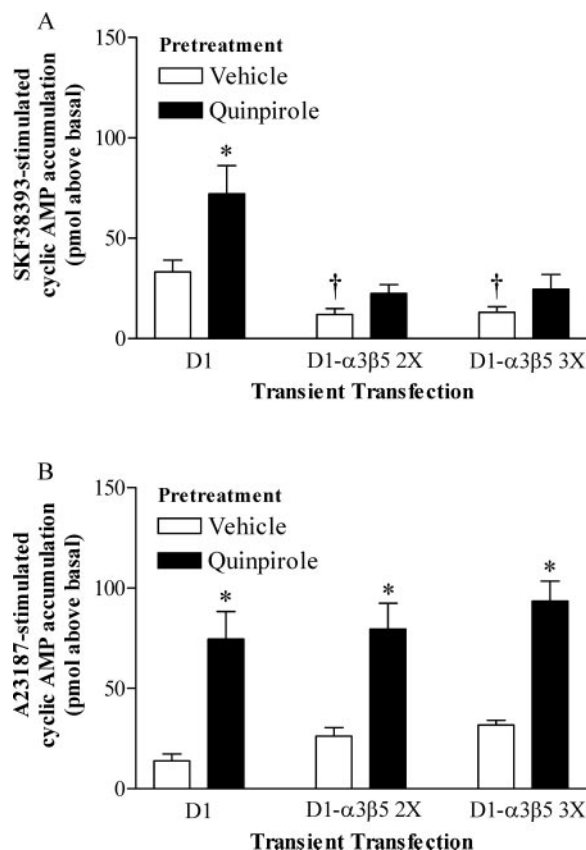 A
SKF38393-stimulated
cyclic AMP accumulation
(pmol above basal)
150
100
50
0
Pretreatment
Vehicle
Quinpirole
*
†
†
D1
D1-α3β5 2X
D1-α3β5 3X
Transient Transfection
B
A23187-stimulated
cyclic AMP accumulation
(pmol above basal)
150
100
50
0
Pretreatment
Vehicle
Quinpirole
*
*
*
D1
D1-α3β5 2X
D1-α3β5 3X
Transient Transfection